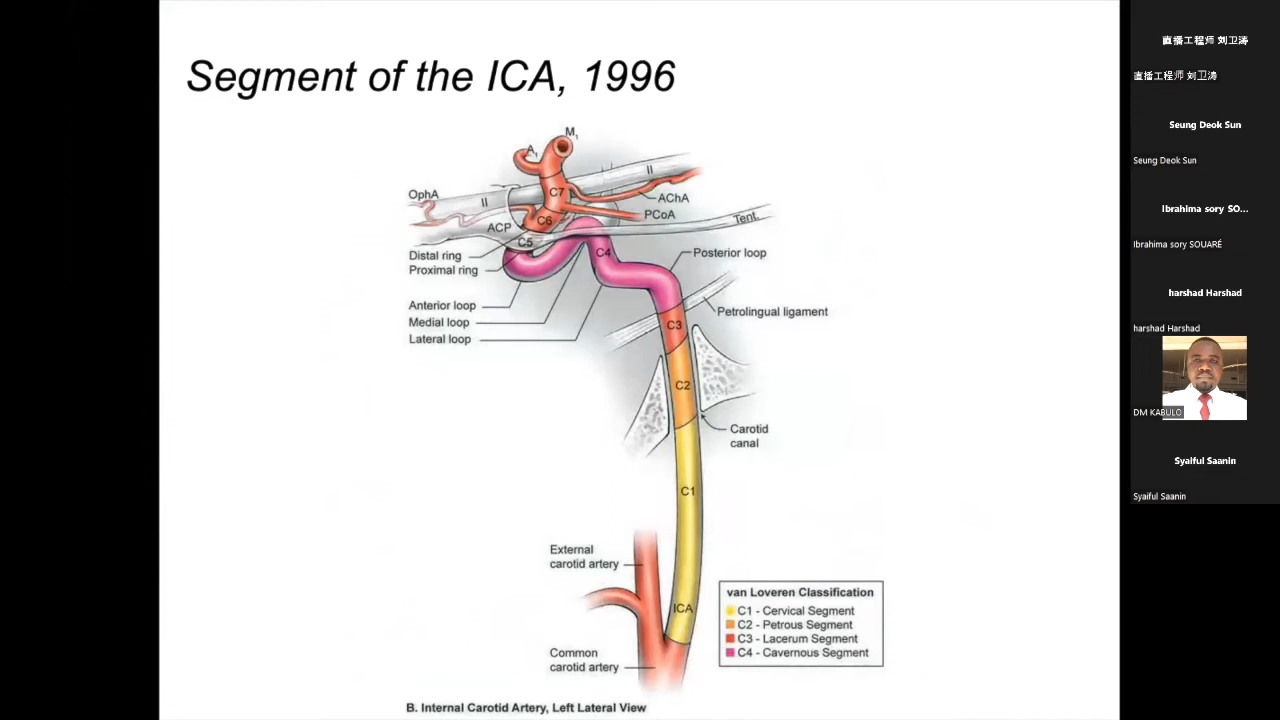 Segment of the ICA, 1996
M1
A1
II
OphA
II
C7
AChA
PCoA
C6
Tent.
ACP
C5
Distal ring
Proximal ring
C4
Posterior loop
Anterior loop
Medial loop
Lateral loop
Petrolingual ligament
C3
C2
Carotid
canal
C1
External
carotid artery
ICA
Common
carotid artery
van Loveren Classification
C1 - Cervical Segment
C2 - Petrous Segment
C3 - Lacerum Segment
C4 - Cavernous Segment
B. Internal Carotid Artery, Left Lateral View
直播工程师 刘卫涛
直播工程师 刘卫涛
Seung Deok Sun
Seung Deok Sun
Ibrahima sory SO...
Ibrahima sory SOUARÉ
harshad Harshad
harshad Harshad
DM KABULO
Syaiful Saanin
Syaiful Saanin